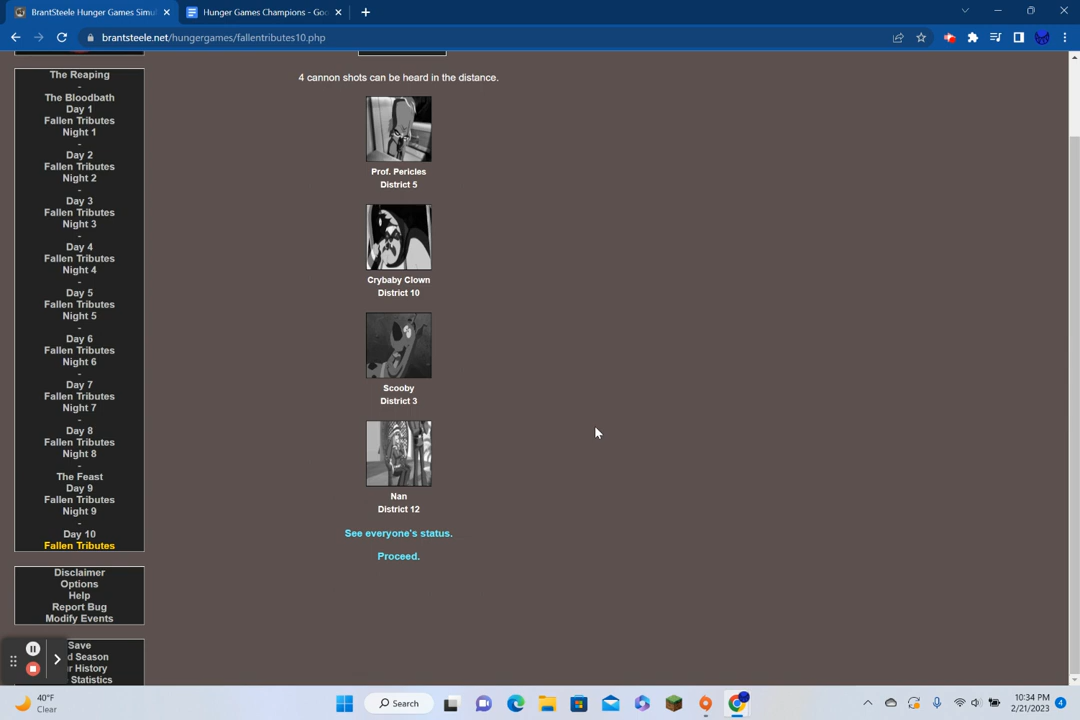 BrantSteele Hunger Games Simu
Hunger Games Champions - Goo
brantsteele.net/hungergames/fallentributes10.php
The Reaping
-
The Bloodbath
Day 1
Fallen Tributes
Night 1
-
Day 2
Fallen Tributes
Night 2
-
Day 3
Fallen Tributes
Night 3
-
Day 4
Fallen Tributes
Night 4
-
Day 5
Fallen Tributes
Night 5
-
Day 6
Fallen Tributes
Night 6
-
Day 7
Fallen Tributes
Night 7
-
Day 8
Fallen Tributes
Night 8
-
The Feast
Day 9
Fallen Tributes
Night 9
-
Day 10
Fallen Tributes
Disclaimer
Options
Help
Report Bug
Modify Events
Save
d Season
r History
Statistics
4 cannon shots can be heard in the distance.
Prof. Pericles
District 5
Crybaby Clown
District 10
Scooby
District 3
Nan
District 12
See everyone's status.
Proceed.
40°F
Clear
Search
10:34 PM
2/21/2023
4